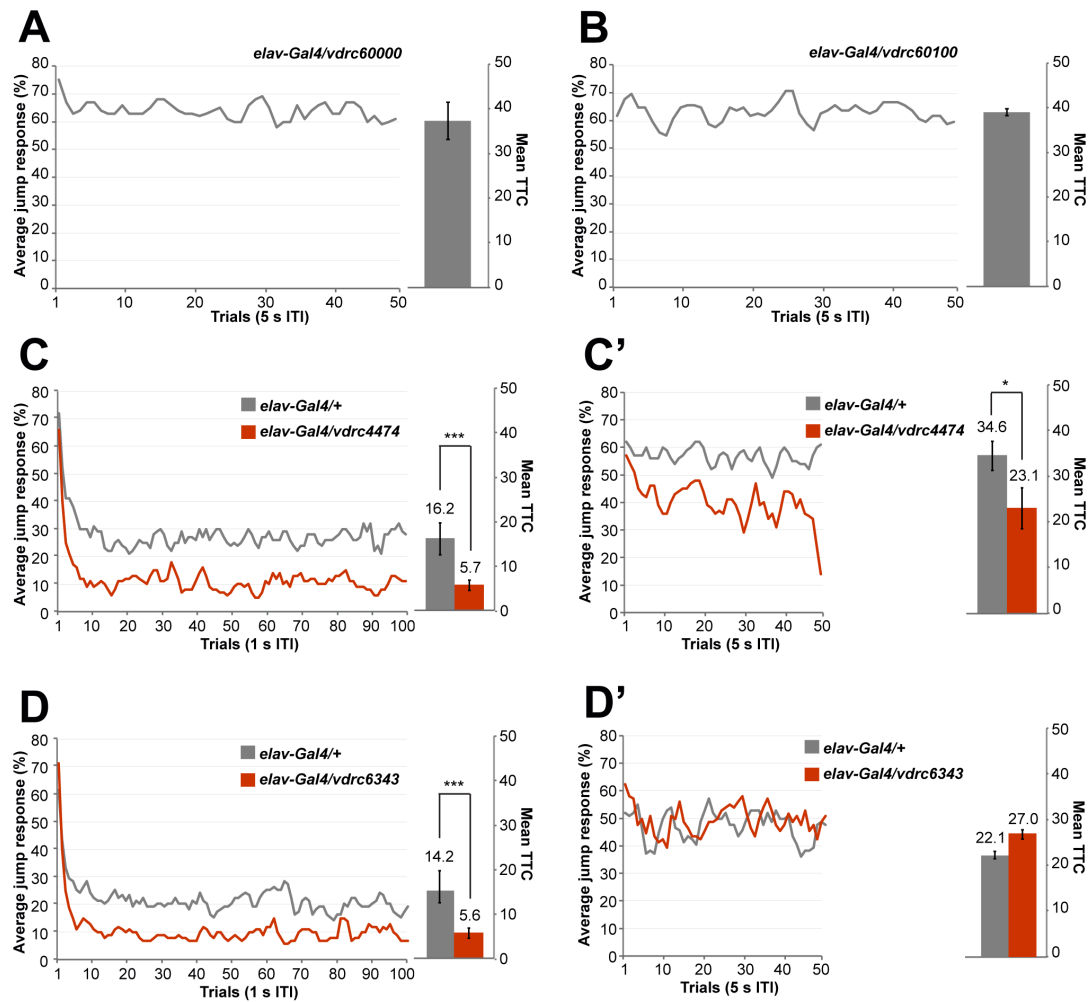 A
elav-Gal4/vdrc60000
Average jump response (%)
80
70
60
50
40
30
20
10
0
1 10 20 30 40 50
Trials (5 s ITI)
50
40
30
20
10
0
Mean TTC
B
elav-Gal4/vdrc60100
Average jump response (%)
80
70
60
50
40
30
20
10
0
1 10 20 30 40 50
Trials (5 s ITI)
50
40
30
20
10
0
Mean TTC
C
Average jump response (%)
80
70
60
50
40
30
20
10
0
elav-Gal4/+
elav-Gal4/vdrc4474
1 10 20 30 40 50 60 70 80 90 100
Trials (1 s ITI)
***
16.2
5.7
50
40
30
20
10
0
Mean TTC
C’
Average jump response (%)
80
70
60
50
40
30
20
10
0
elav-Gal4/+
elav-Gal4/vdrc4474
1 10 20 30 40 50
Trials (5 s ITI)
*
34.6
23.1
50
40
30
20
10
0
Mean TTC
D
Average jump response (%)
80
70
60
50
40
30
20
10
0
elav-Gal4/+
elav-Gal4/vdrc6343
1 10 20 30 40 50 60 70 80 90 100
Trials (1 s ITI)
***
14.2
5.6
50
40
30
20
10
0
Mean TTC
D’
Average jump response (%)
80
70
60
50
40
30
20
10
0
elav-Gal4/+
elav-Gal4/vdrc6343
1 10 20 30 40 50
Trials (5 s ITI)
22.1
27.0
50
40
30
20
10
0
Mean TTC